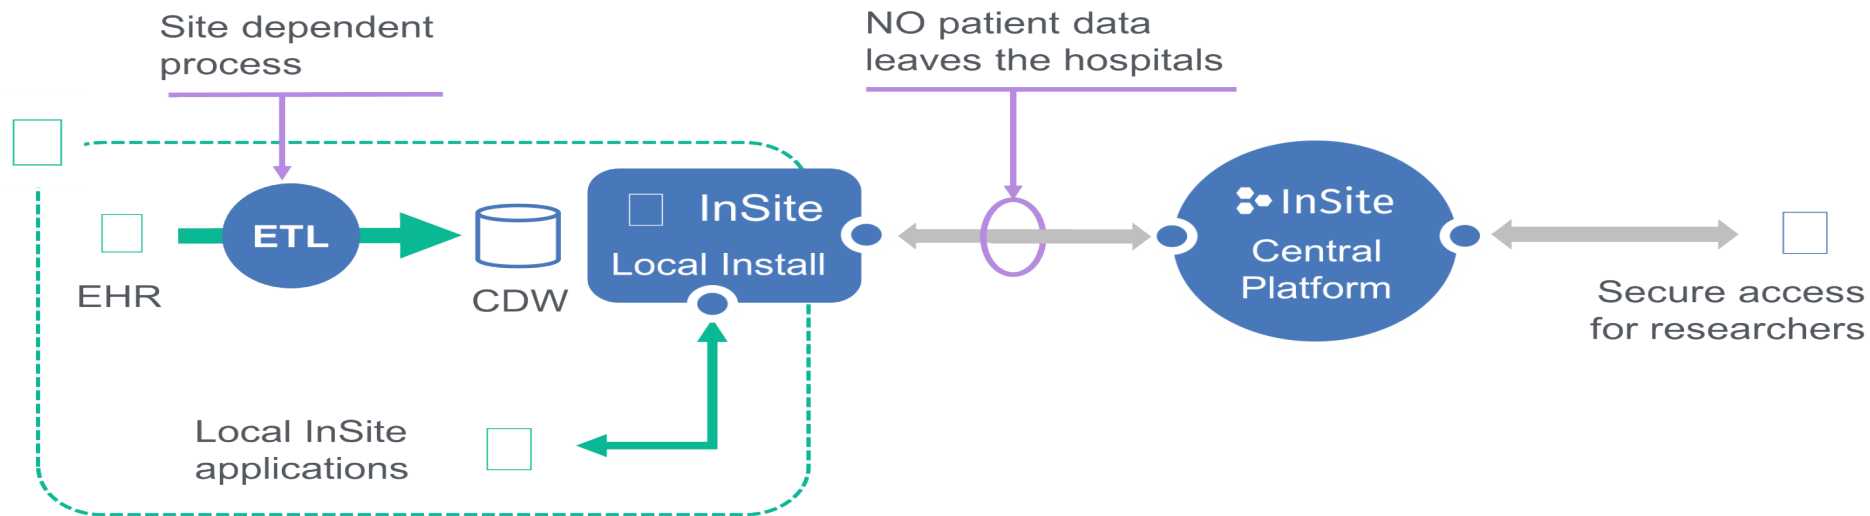 Site dependent
process
NO patient data
leaves the hospitals
ETL
EHR
CDW
InSite
Local Install
InSite
Central
Platform
Secure access
for researchers
Local InSite
applications